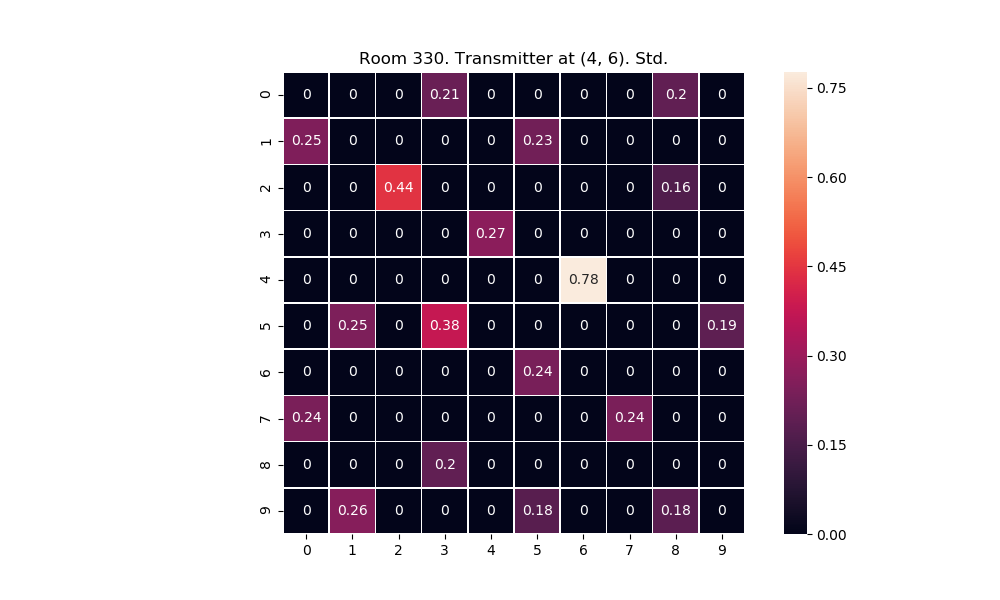 Room 330. Transmitter at (4, 6). Std.
0 0 0 0 0.21 0 0 0 0 0.2 0
1 0.25 0 0 0 0 0.23 0 0 0 0
2 0 0 0.44 0 0 0 0 0 0.16 0
3 0 0 0 0 0.27 0 0 0 0 0
4 0 0 0 0 0 0 0.78 0 0 0
5 0 0.25 0 0.38 0 0 0 0 0 0.19
6 0 0 0 0 0 0.24 0 0 0 0
7 0.24 0 0 0 0 0 0 0.24 0 0
8 0 0 0 0.2 0 0 0 0 0 0
9 0 0.26 0 0 0 0.18 0 0 0.18 0
0 1 2 3 4 5 6 7 8 9
0.75
0.60
0.45
0.30
0.15
0.00